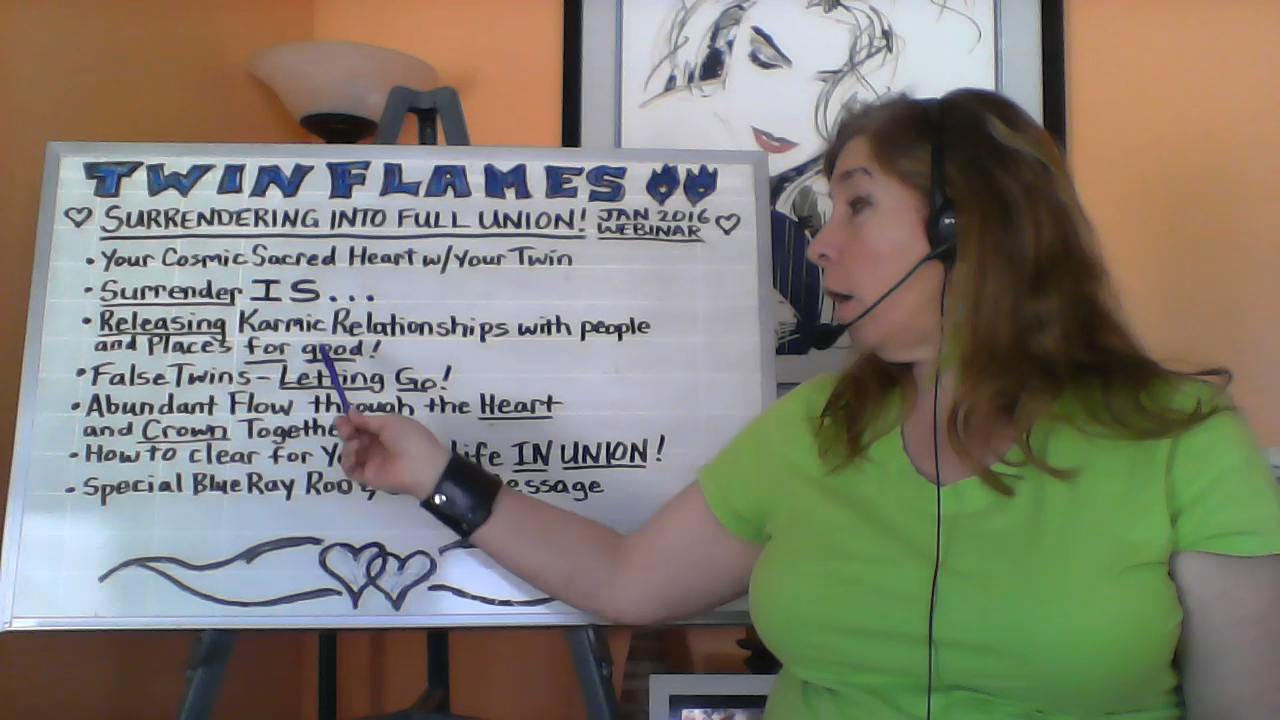 TWIN FLAMES
SURRENDERING INTO FULL UNION! JAN 2016 WEBINAR
• Your Cosmic Sacred Heart w/Your Twin
• Surrender IS...
• Releasing Karmic Relationships with people
and Places for good!
• False Twins - Letting Go!
• Abundant Flow through the Heart
and Crown
• How to clear for IN UNION!
• Special Blue Ray